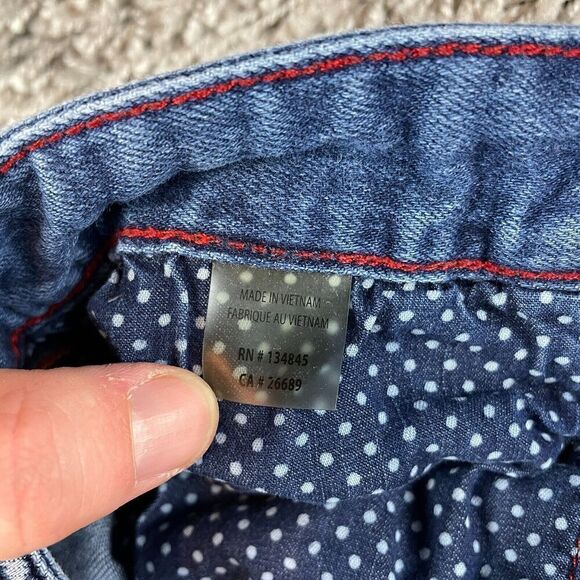 MADE IN VIETNAM
FABRIQUE AU VIETNAM
RN # 134845
CA # 26689